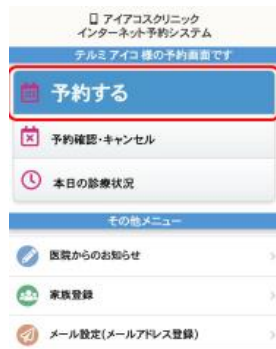 アイアコスクリニック
インターネット予約システム
テルミ アイコ 様の予約画面です
予約する
予約確認・キャンセル
本日の診療状況
その他メニュー
医院からのお知らせ
家族登録
メール設定(メールアドレス登録)